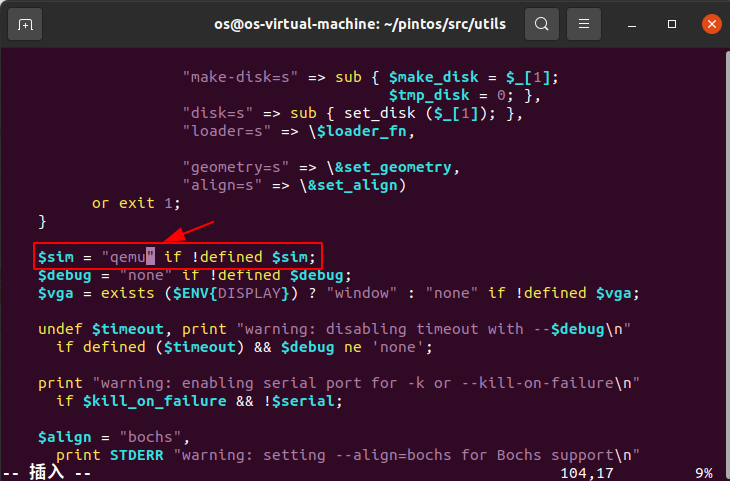 os@os-virtual-machine: ~/pintos/src/utils
"make-disk=s" => sub { $make_disk = $_[1];
$tmp_disk = 0; },
"disk=s" => sub { set_disk ($_[1]); },
"loader=s" => \$loader_fn,
"geometry=s" => \&set_geometry,
"align=s" => \&set_align)
or exit 1;
}
$sim = "qemu" if !defined $sim;
$debug = "none" if !defined $debug;
$vga = exists ($ENV{DISPLAY}) ? "window" : "none" if !defined $vga;
undef $timeout, print "warning: disabling timeout with --$debug\n"
if defined ($timeout) && $debug ne 'none';
print "warning: enabling serial port for -k or --kill-on-failure\n"
if $kill_on_failure && !$serial;
$align = "bochs",
print STDERR "warning: setting --align=bochs for Bochs support\n"
-- 插入 -- 104,17 9%